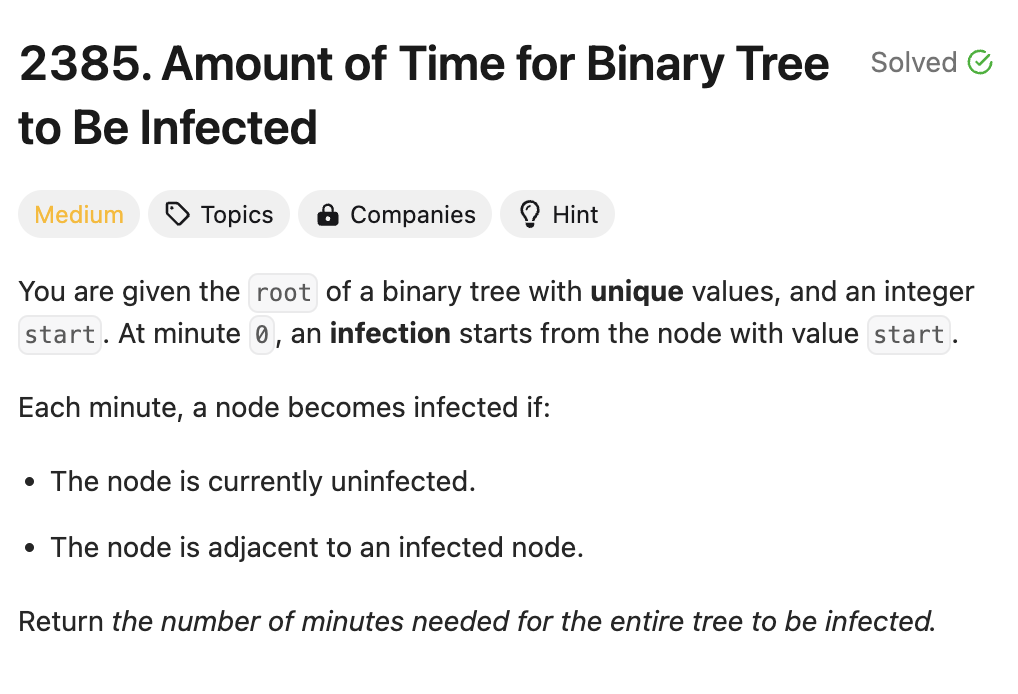 2385. Amount of Time for Binary Tree
to Be Infected
Solved
Medium Topics Companies Hint
You are given the root of a binary tree with unique values, and an integer
start. At minute 0, an infection starts from the node with value start.
Each minute, a node becomes infected if:
• The node is currently uninfected.
• The node is adjacent to an infected node.
Return the number of minutes needed for the entire tree to be infected.